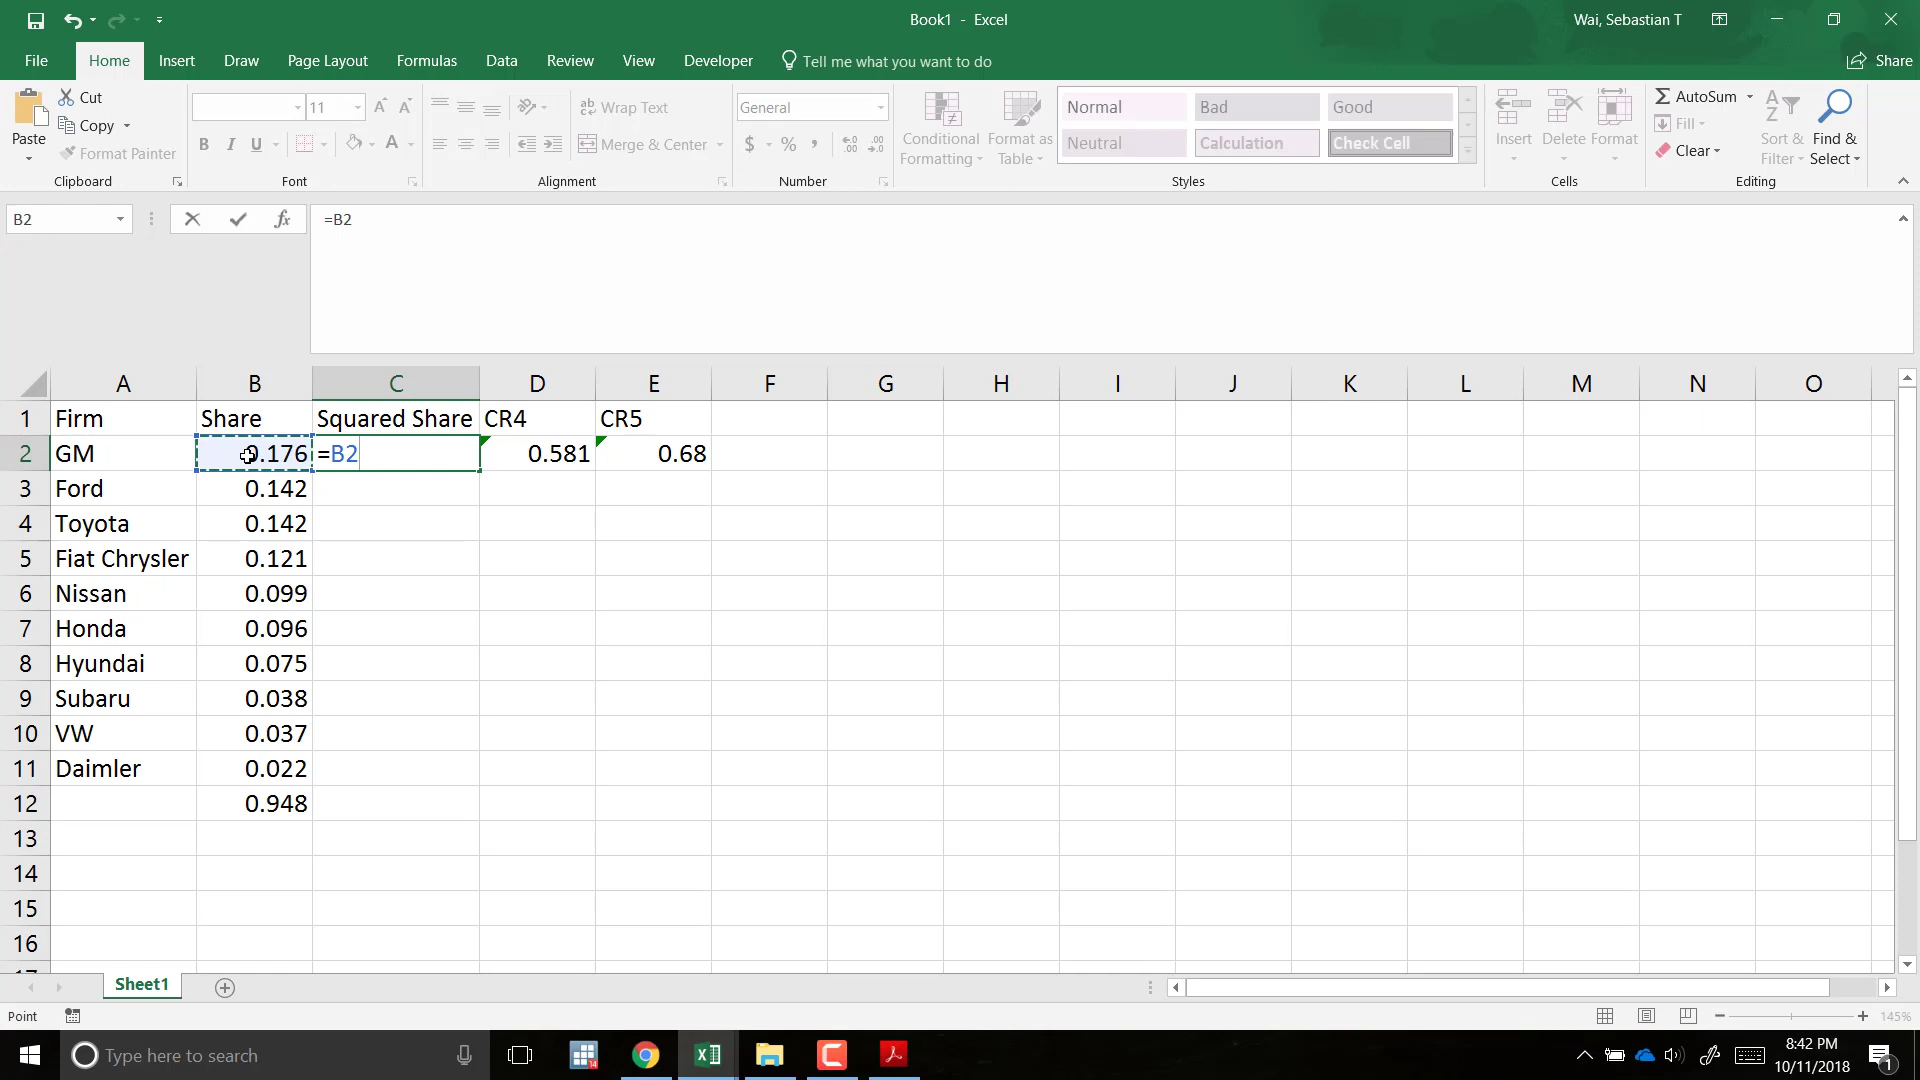 Book1 - Excel
Wai, Sebastian T
File Home Insert Draw Page Layout Formulas Data Review View Developer Tell me what you want to do Share
Paste
Cut
Copy
Format Painter
Clipboard
11
B I U
A
Font
Wrap Text
Merge & Center
Alignment
General
$ % ,
Number
Conditional Formatting
Format as Table
Normal Bad Good
Neutral Calculation Check Cell
Styles
Insert Delete Format
Cells
AutoSum
Fill
Clear
Sort & Filter
Find & Select
Editing
B2
fx
=B2
A B C D E F G H I J K L M N O
1 Firm Share Squared Share CR4 CR5
2 GM 0.176 =B2 0.581 0.68
3 Ford 0.142
4 Toyota 0.142
5 Fiat Chrysler 0.121
6 Nissan 0.099
7 Honda 0.096
8 Hyundai 0.075
9 Subaru 0.038
10 VW 0.037
11 Daimler 0.022
12 0.948
13
14
15
16
Sheet1
Point
145%
Type here to search
8:42 PM
10/11/2018
1